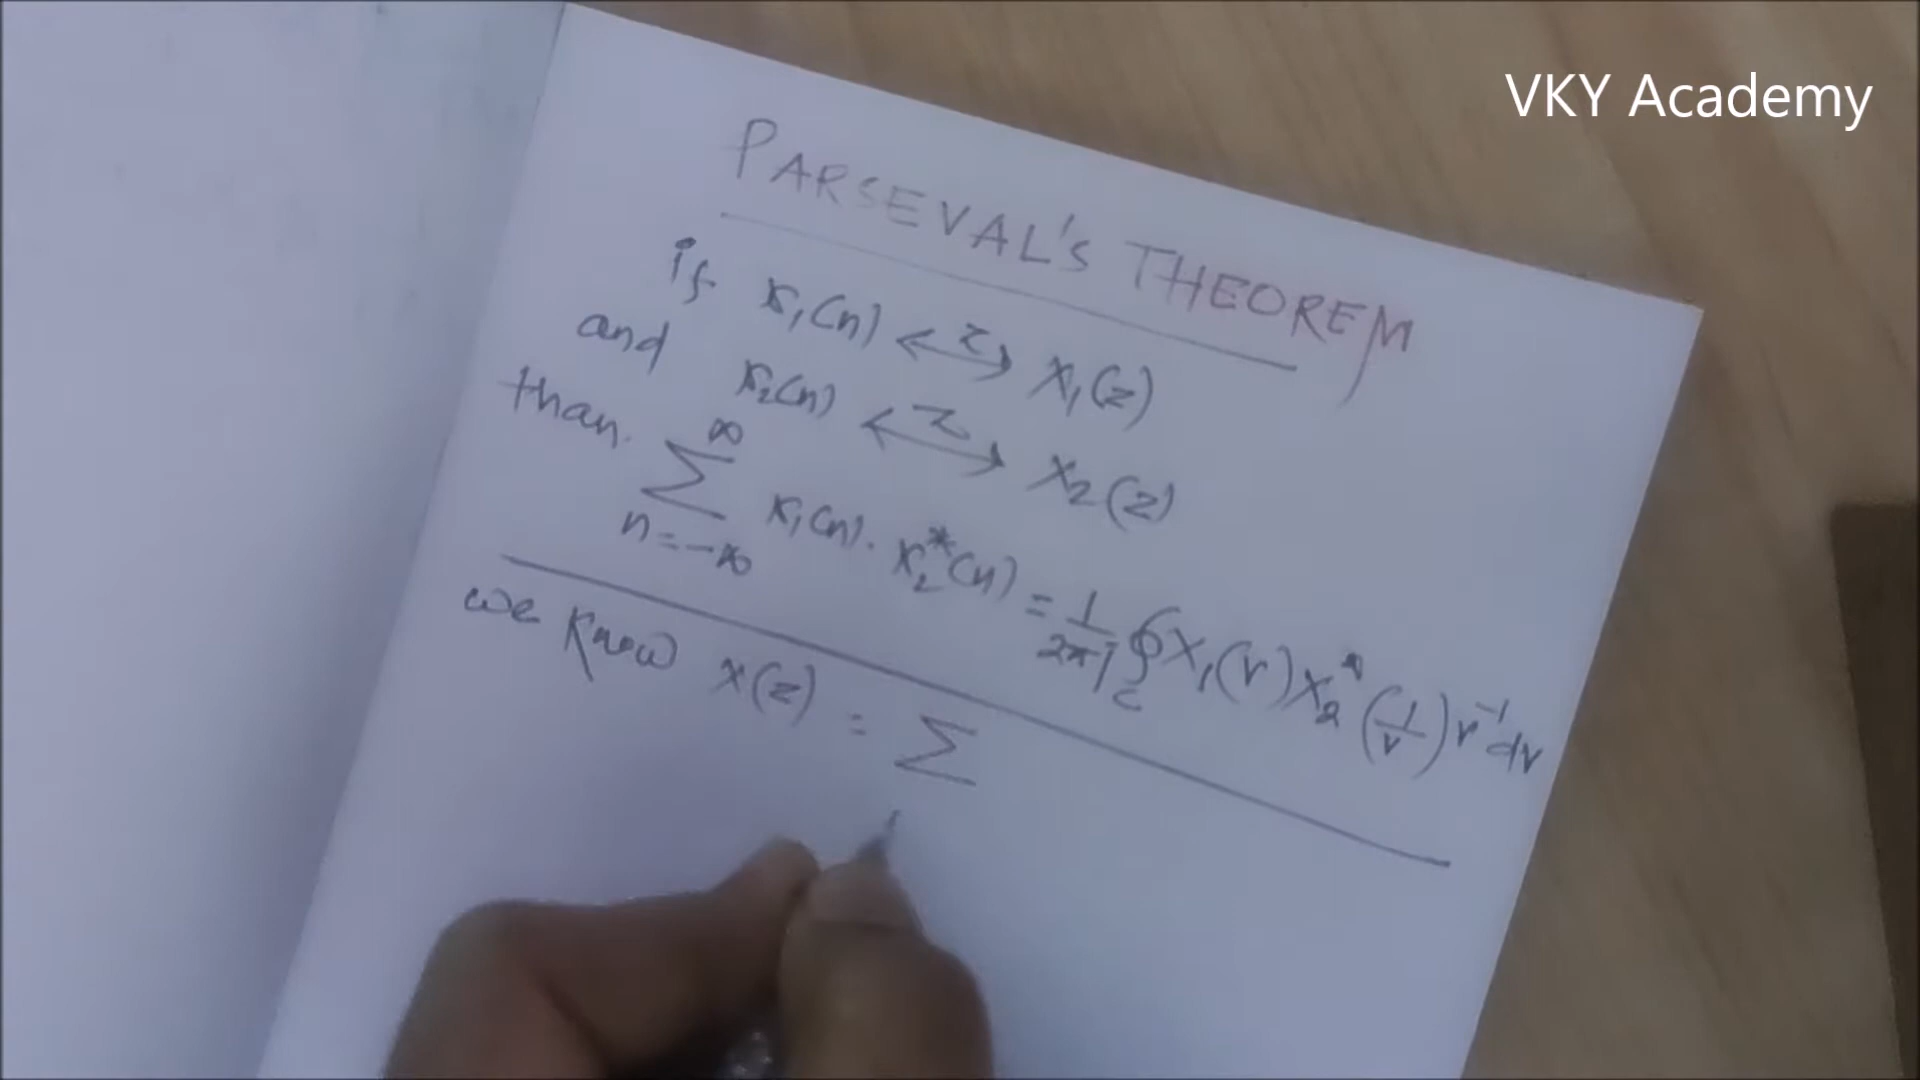 VKY Academy
PARSEVAL's THEOREM
if x₁(n) ←z→ X₁(z)
and x₂(n) ←z→ X₂(z)
than. ∞ ∑ n=-∞ x₁(n). x₂*(n) = 1/2πj ∮c X₁(v) X₂*(1/v) v⁻¹ dv
we know x(z) = ∑